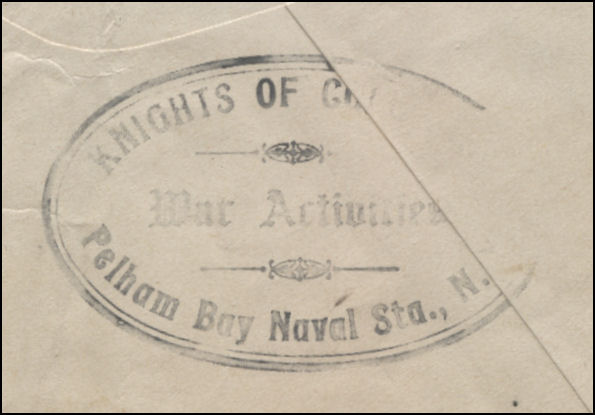 KNIGHTS OF
War Activities
Pelham Bay Naval Sta., N.